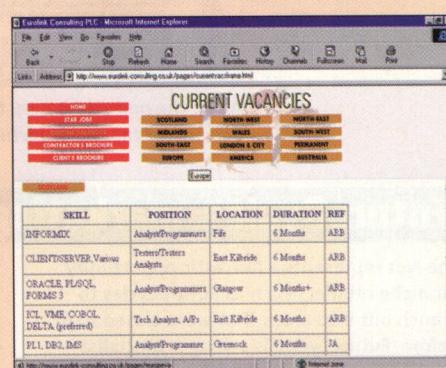 Eurolink Consulting PLC - Microsoft Internet Explorer
File Edit View Go Favorites Help
Back Stop Refresh Home Search Favorites History Channels Fullscreen Mail Print
Links Address http://www.eurolink-consulting.co.uk/pages/currentvacframe.html
CURRENT VACANCIES
HOME
STAR JOBS
CONTRACTOR'S BROCHURE
CLIENT'S BROCHURE
SCOTLAND NORTH-WEST NORTH-EAST
MIDLANDS WALES SOUTH-WEST
SOUTH-EAST LONDON & CITY PERMANENT
EUROPE AMERICA AUSTRALIA
Europe
SCOTLAND
SKILL POSITION LOCATION DURATION REF
INFORMIX Analyst/Programmers Fife 6 Months ARB
CLIENT/SERVER, Various Testers/Testers Analysts East Kilbride 6 Months ARB
ORACLE, PL/SQL, FORMS 3 Analyst/Programmers Glasgow 6 Months+ ARB
ICL, VME, COBOL, DELTA (preferred) Tech Analyst, A/Ps East Kilbride 6 Months ARB
PL1, DB2, IMS Analyst/Programmer Greenock 6 Months JA
Internet zone